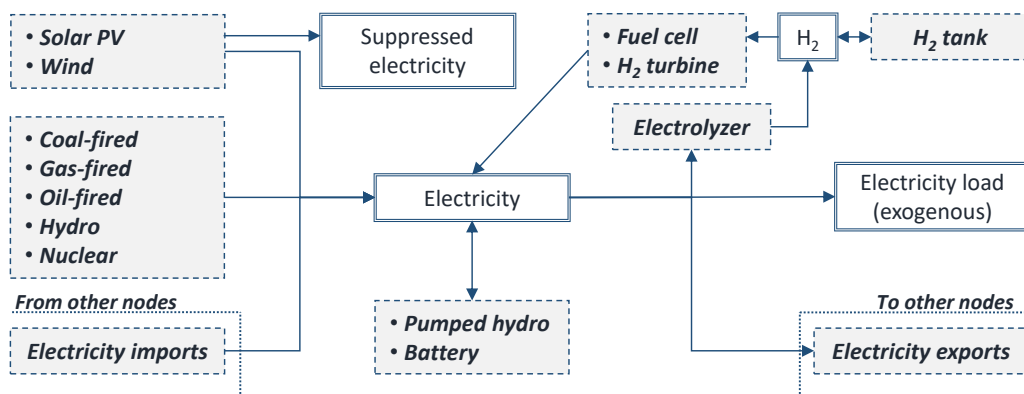 • Solar PV
• Wind
Suppressed
electricity
• Fuel cell
• H₂ turbine
H₂
H₂ tank
Electrolyzer
• Coal-fired
• Gas-fired
• Oil-fired
• Hydro
• Nuclear
Electricity
Electricity load
(exogenous)
From other nodes
Electricity imports
• Pumped hydro
• Battery
To other nodes
Electricity exports